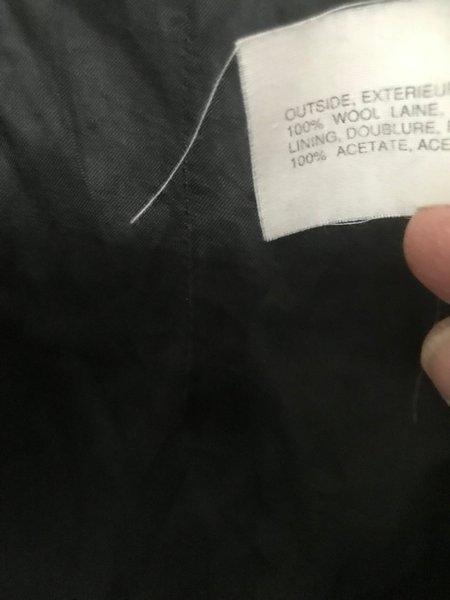 OUTSIDE, EXTERIEU
100% WOOL LAINE,
LINING, DOUBLURE,
100% ACETATE, ACE